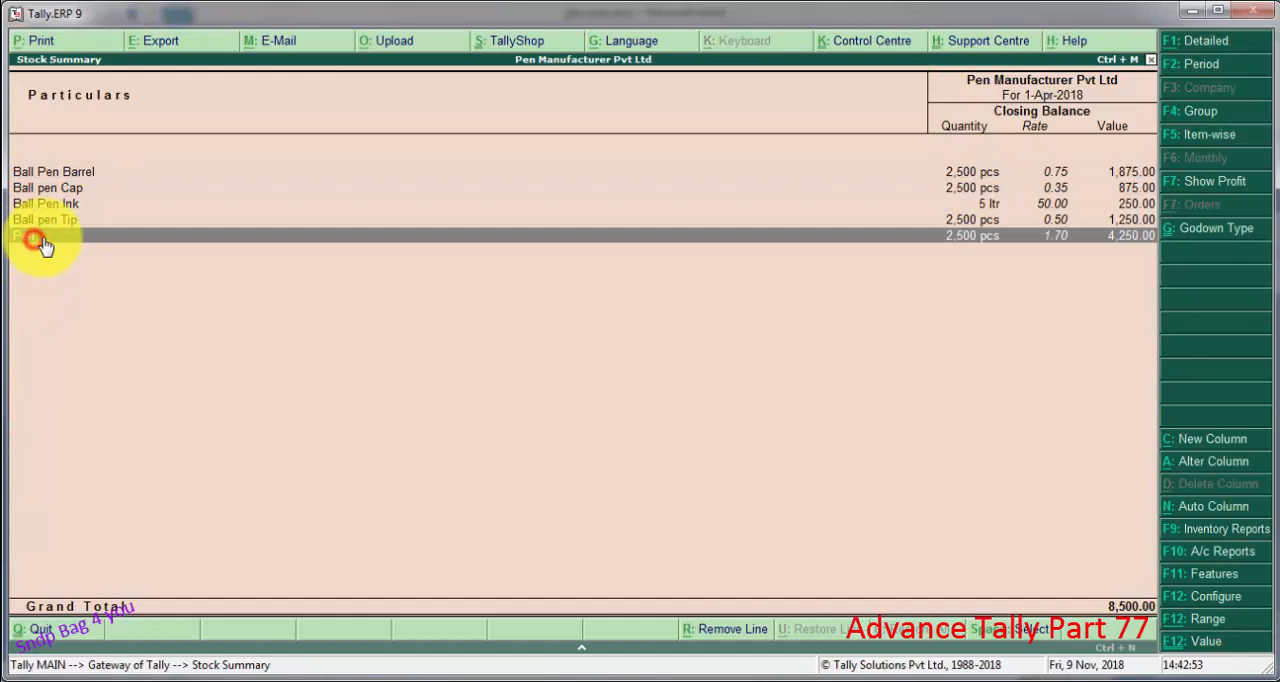 Tally.ERP 9
P: Print E: Export M: E-Mail O: Upload S: TallyShop G: Language K: Keyboard K: Control Centre H: Support Centre H: Help
Stock Summary Pen Manufacturer Pvt Ltd Ctrl + M
Particulars
Pen Manufacturer Pvt Ltd
For 1-Apr-2018
Closing Balance
Quantity Rate Value
Ball Pen Barrel 2,500 pcs 0.75 1,875.00
Ball pen Cap 2,500 pcs 0.35 875.00
Ball Pen Ink 5 ltr 50.00 250.00
Ball pen Tip 2,500 pcs 0.50 1,250.00
2,500 pcs 1.70 4,250.00
Grand Total 8,500.00
Q: Quit R: Remove Line U: Restore Select
Ctrl + N
Tally MAIN --> Gateway of Tally --> Stock Summary © Tally Solutions Pvt Ltd., 1988-2018 Fri, 9 Nov, 2018 14:42:53
F1: Detailed
F2: Period
F3: Company
F4: Group
F5: Item-wise
F6: Monthly
F7: Show Profit
F7: Orders
G: Godown Type
C: New Column
A: Alter Column
D: Delete Column
N: Auto Column
F9: Inventory Reports
F10: A/c Reports
F11: Features
F12: Configure
F12: Range
F12: Value
Sndp Bag 4 you
Advance Tally Part 77